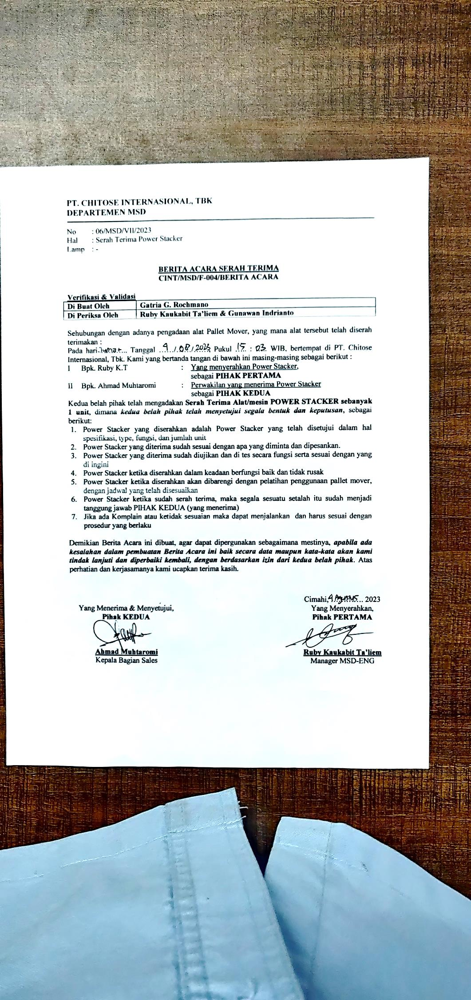 PT. CHITOSE INTERNASIONAL, TBK
DEPARTEMEN MSD
No : 06/MSD/VII/2023
Hal : Serah Terima Power Stacker
Lamp : -
BERITA ACARA SERAH TERIMA
CINT/MSD/F-004/BERITA ACARA
Verifikasi & Validasi
Di Buat Oleh Gatria G. Rochmano
Di Periksa Oleh Ruby Kaukabit Ta'liem & Gunawan Indrianto
Sehubungan dengan adanya pengadaan alat Pallet Mover, yang mana alat tersebut telah diserah
terimakan :
Pada hari Jumat... Tanggal ...9.../.08./.2023, Pukul .15. : 03. WIB, bertempat di PT. Chitose
Internasional, Tbk. Kami yang bertanda tangan di bawah ini masing-masing sebagai berikut :
I Bpk. Ruby K.T : Yang menyerahkan Power Stacker,
sebagai PIHAK PERTAMA
II Bpk. Ahmad Muhtaromi : Perwakilan yang menerima Power Stacker
sebagai PIHAK KEDUA
Kedua belah pihak telah mengadakan Serah Terima Alat/mesin POWER STACKER sebanyak
1 unit, dimana kedua belah pihak telah menyetujui segala bentuk dan keputusan, sebagai
berikut:
1. Power Stacker yang diserahkan adalah Power Stacker yang telah disetujui dalam hal
spesifikasi, type, fungsi, dan jumlah unit
2. Power Stacker yang diterima sudah sesuai dengan apa yang diminta dan dipesankan.
3. Power Stacker yang diterima sudah diujikan dan di tes secara fungsi serta sesuai dengan yang
di ingini
4. Power Stacker ketika diserahkan dalam keadaan berfungsi baik dan tidak rusak
5. Power Stacker ketika diserahkan akan dibarengi dengan pelatihan penggunaan pallet mover,
dengan jadwal yang telah disesuaikan
6. Power Stacker ketika sudah serah terima, maka segala sesuatu setalah itu sudah menjadi
tanggung jawab PIHAK KEDUA (yang menerima)
7. Jika ada Komplain atau ketidak sesuaian maka dapat menjalankan dan harus sesuai dengan
prosedur yang berlaku
Demikian Berita Acara ini dibuat, agar dapat dipergunakan sebagaimana mestinya, apabila ada
kesalahan dalam pembuatan Berita Acara ini baik secara data maupun kata-kata akan kami
tindak lanjuti dan diperbaiki kembali, dengan berdasarkan izin dari kedua belah pihak. Atas
perhatian dan kerjasamanya kami ucapkan terima kasih.
Cimahi, 9 Agustus... 2023
Yang Menerima & Menyetujui, Yang Menyerahkan,
Pihak KEDUA Pihak PERTAMA
Ahmad Muhtaromi Ruby Kaukabit Ta'liem
Kepala Bagian Sales Manager MSD-ENG